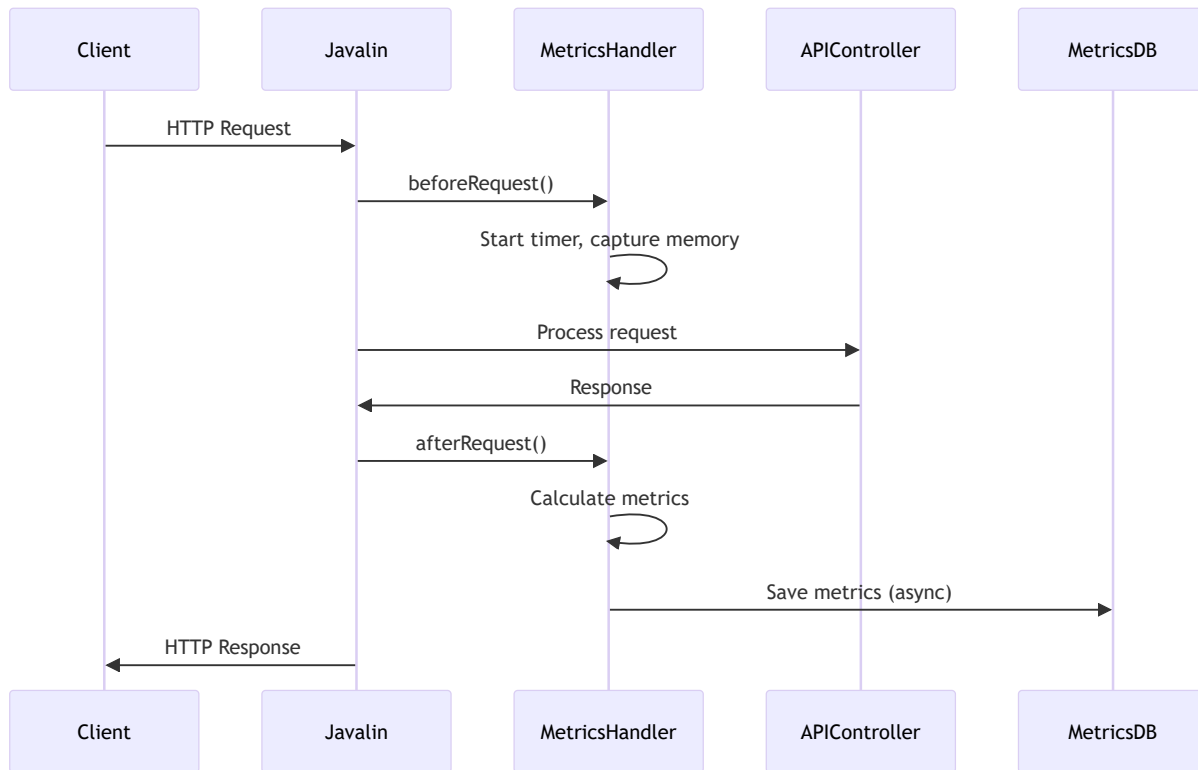 Client
Javalin
MetricsHandler
APIController
MetricsDB
HTTP Request
beforeRequest()
Start timer, capture memory
Process request
Response
afterRequest()
Calculate metrics
Save metrics (async)
HTTP Response
Client
Javalin
MetricsHandler
APIController
MetricsDB